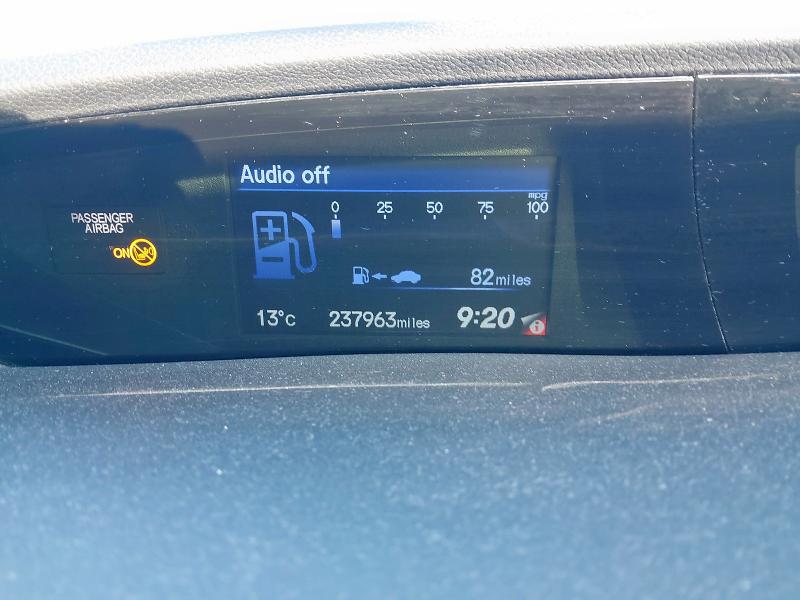 Audio off
mpg
0 25 50 75 100
PASSENGER
AIRBAG
ON
82miles
13°c 237963miles 9:20 i